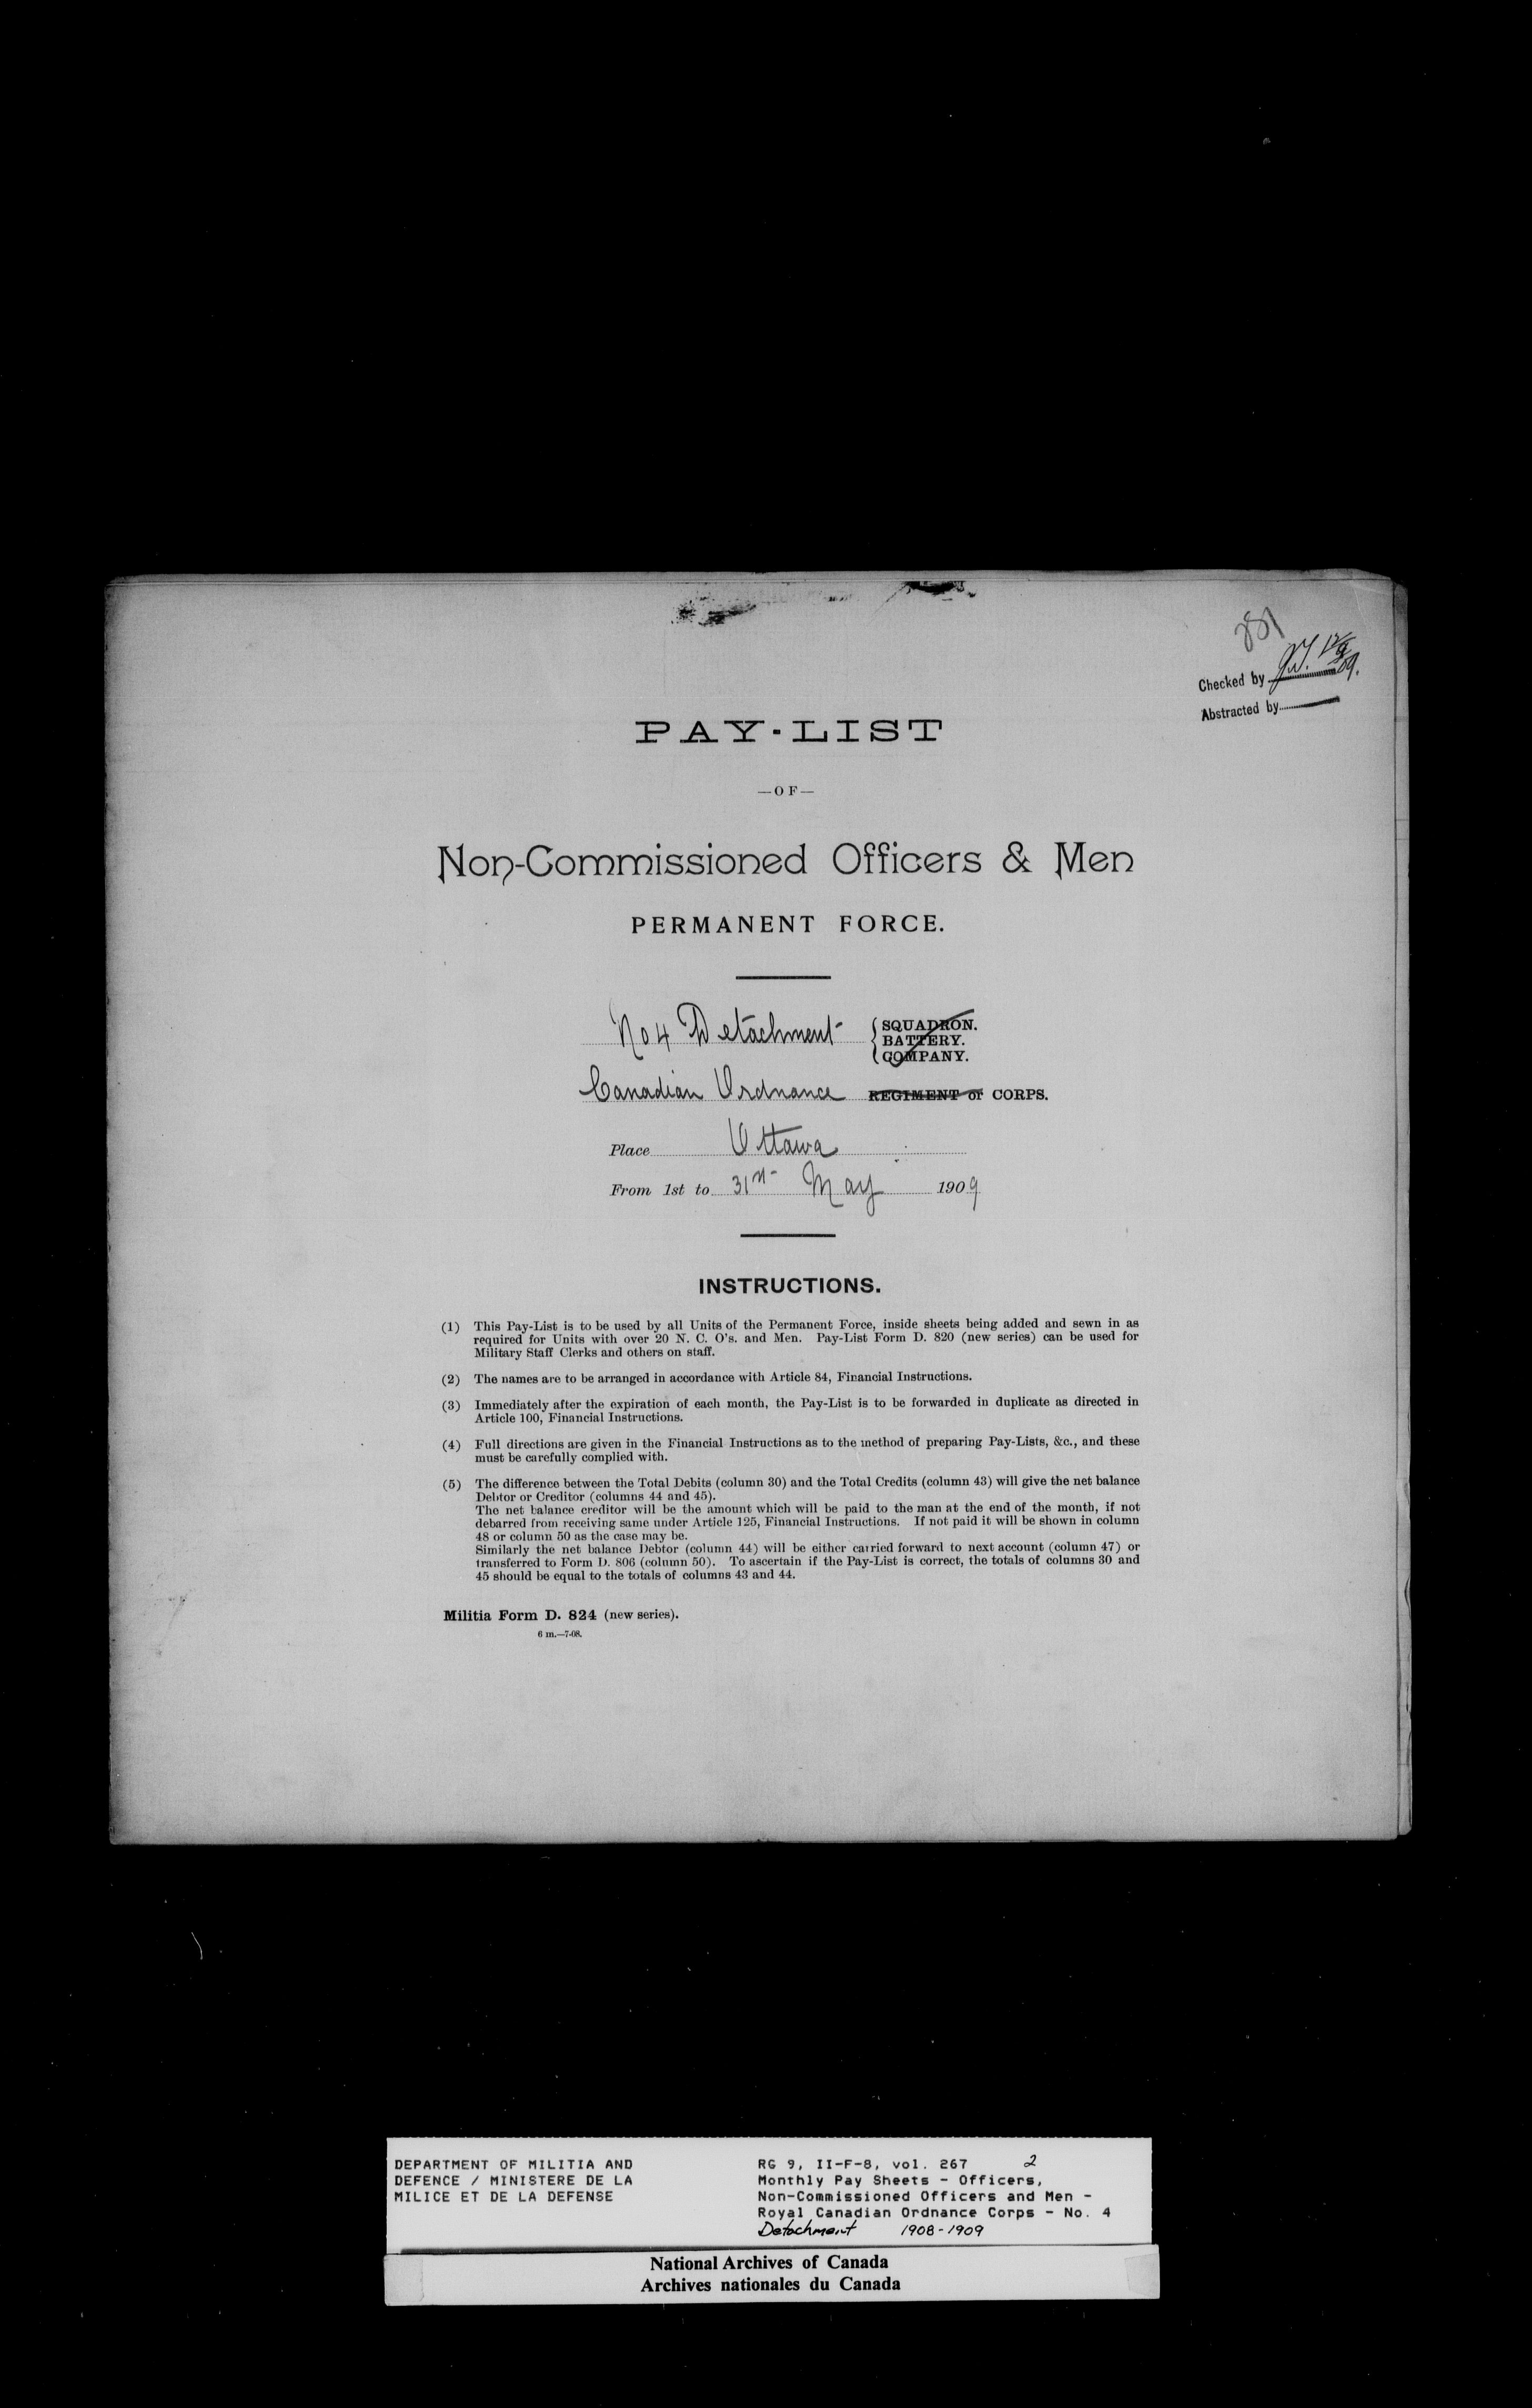 Checked by
Abstracted by
PAY-LIST
—OF—
Non-Commissioned Officers & Men
PERMANENT FORCE.
No 4 Detachment { SQUADRON.
BATTERY.
COMPANY.
Canadian Ordnance REGIMENT or CORPS.
Place Ottawa
From 1st to 31st May 1909
INSTRUCTIONS.
(1) This Pay-List is to be used by all Units of the Permanent Force, inside sheets being added and sewn in as
required for Units with over 20 N. C. O's. and Men. Pay-List Form D. 820 (new series) can be used for
Military Staff Clerks and others on staff.
(2) The names are to be arranged in accordance with Article 84, Financial Instructions.
(3) Immediately after the expiration of each month, the Pay-List is to be forwarded in duplicate as directed in
Article 100, Financial Instructions.
(4) Full directions are given in the Financial Instructions as to the method of preparing Pay-Lists, &c., and these
must be carefully complied with.
(5) The difference between the Total Debits (column 30) and the Total Credits (column 43) will give the net balance
Debtor or Creditor (columns 44 and 45).
The net balance creditor will be the amount which will be paid to the man at the end of the month, if not
debarred from receiving same under Article 125, Financial Instructions. If not paid it will be shown in column
48 or column 50 as the case may be.
Similarly the net balance Debtor (column 44) will be either carried forward to next account (column 47) or
transferred to Form D. 806 (column 50). To ascertain if the Pay-List is correct, the totals of columns 30 and
45 should be equal to the totals of columns 43 and 44.
Militia Form D. 824 (new series).
6 m.—7-08.
DEPARTMENT OF MILITIA AND
DEFENCE / MINISTERE DE LA
MILICE ET DE LA DEFENSE
RG 9, II-F-8, vol. 267 2
Monthly Pay Sheets - Officers,
Non-Commissioned Officers and Men -
Royal Canadian Ordnance Corps - No. 4
Detachment 1908-1909
National Archives of Canada
Archives nationales du Canada